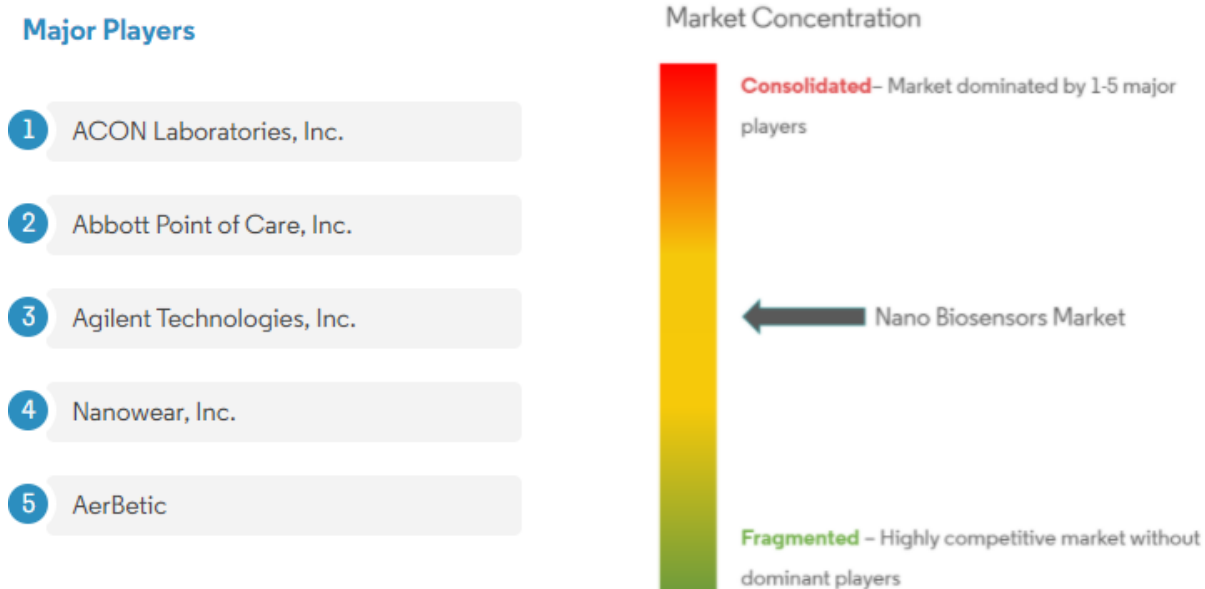 Major Players
1 ACON Laboratories, Inc.
2 Abbott Point of Care, Inc.
3 Agilent Technologies, Inc.
4 Nanowear, Inc.
5 AerBetic
Market Concentration
Consolidated– Market dominated by 1-5 major
players
Nano Biosensors Market
Fragmented – Highly competitive market without
dominant players